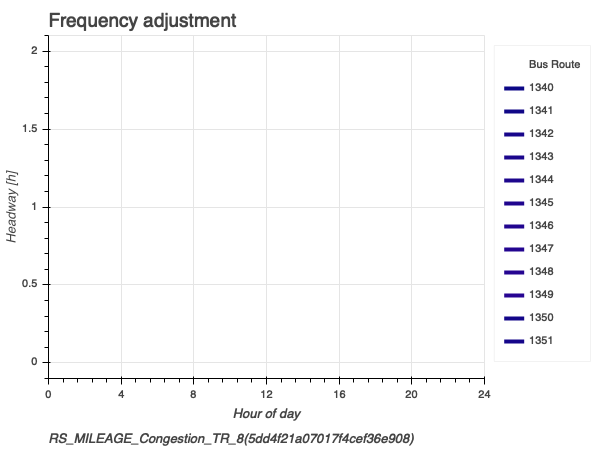 Frequency adjustment
Headway [h]
2
1.5
1
0.5
0
0 4 8 12 16 20 24
Hour of day
RS_MILEAGE_Congestion_TR_8(5dd4f21a07017f4cef36e908)
Bus Route
1340
1341
1342
1343
1344
1345
1346
1347
1348
1349
1350
1351